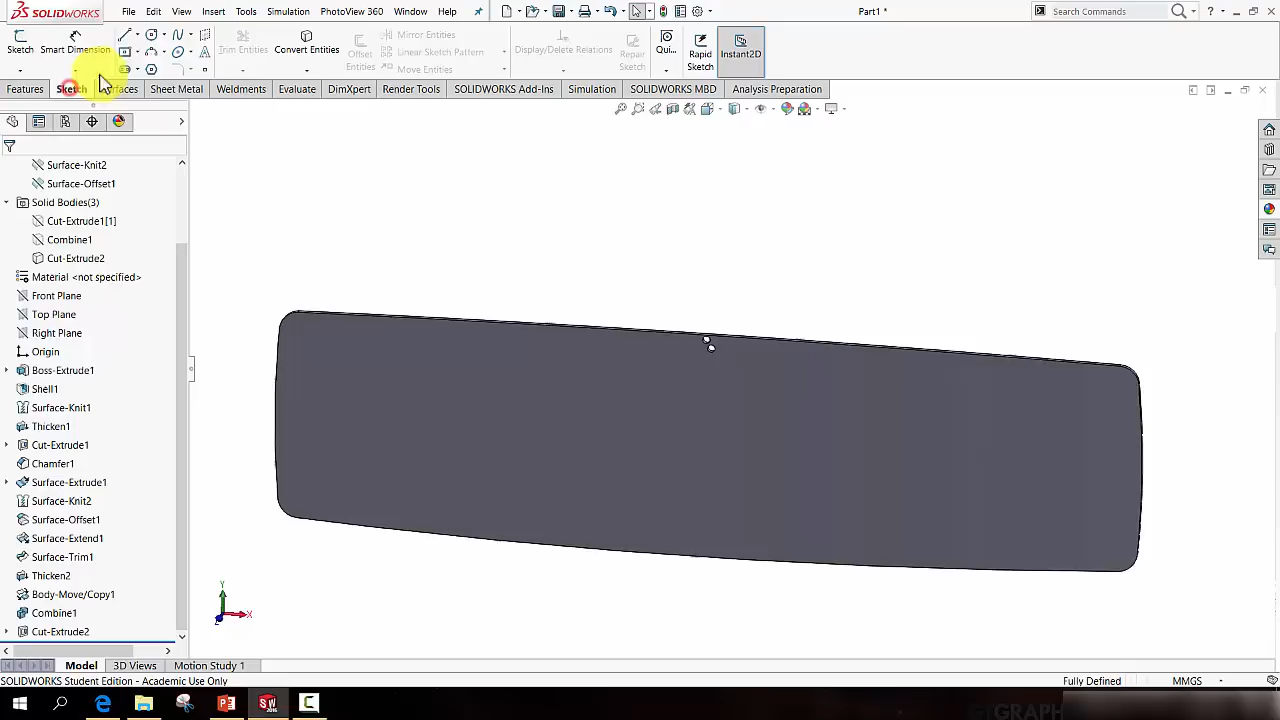 SOLIDWORKS File Edit View Insert Tools Simulation PhotoView 360 Window Help Part1 * Search Commands
Sketch Smart Dimension Trim Entities Convert Entities Offset Entities Mirror Entities Linear Sketch Pattern Move Entities Display/Delete Relations Repair Sketch Qui... Rapid Sketch Instant2D
Features Sketch Sheet Metal Weldments Evaluate DimXpert Render Tools SOLIDWORKS Add-Ins Simulation SOLIDWORKS MBD Analysis Preparation
Surface-Knit2
Surface-Offset1
Solid Bodies(3)
Cut-Extrude1[1]
Combine1
Cut-Extrude2
Material <not specified>
Front Plane
Top Plane
Right Plane
Origin
Boss-Extrude1
Shell1
Surface-Knit1
Thicken1
Cut-Extrude1
Chamfer1
Surface-Extrude1
Surface-Knit2
Surface-Offset1
Surface-Extend1
Surface-Trim1
Thicken2
Body-Move/Copy1
Combine1
Cut-Extrude2
Y
X
Z
Model 3D Views Motion Study 1
SOLIDWORKS Student Edition - Academic Use Only Fully Defined MMGS